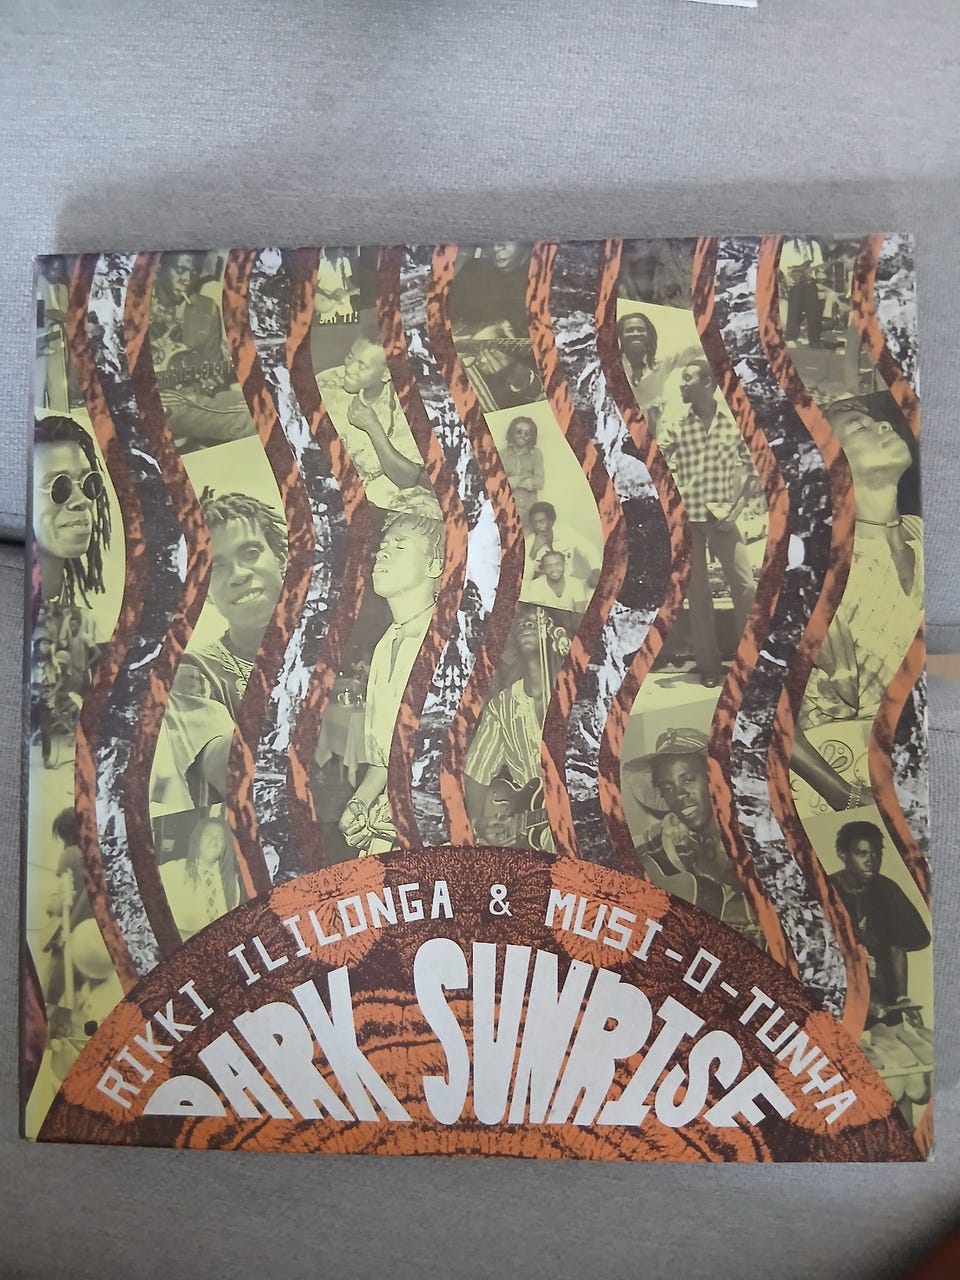 RIKKI ILILONGA & MUSI-O-TUNYA
DARK SUNRISE